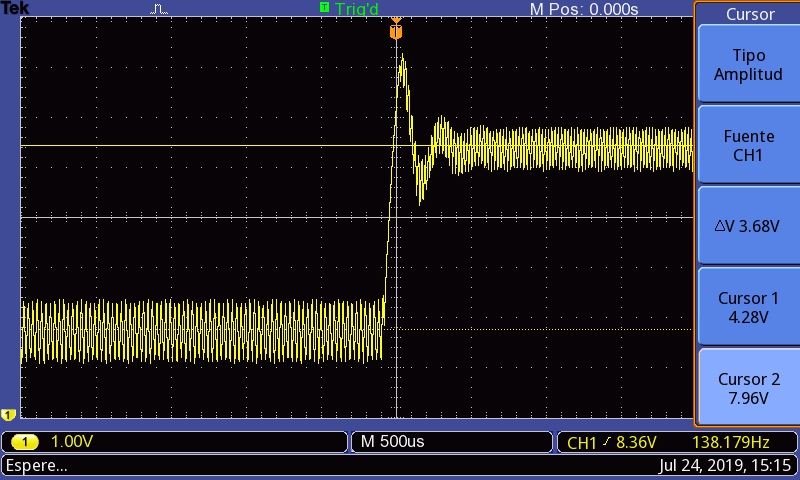 Tek
T Trig'd
M Pos: 0.000s
T
1
Cursor
Tipo
Amplitud
Fuente
CH1
△V 3.68V
Cursor 1
4.28V
Cursor 2
7.96V
1 1.00V
M 500us
CH1 8.36V
138.179Hz
Espere...
Jul 24, 2019, 15:15